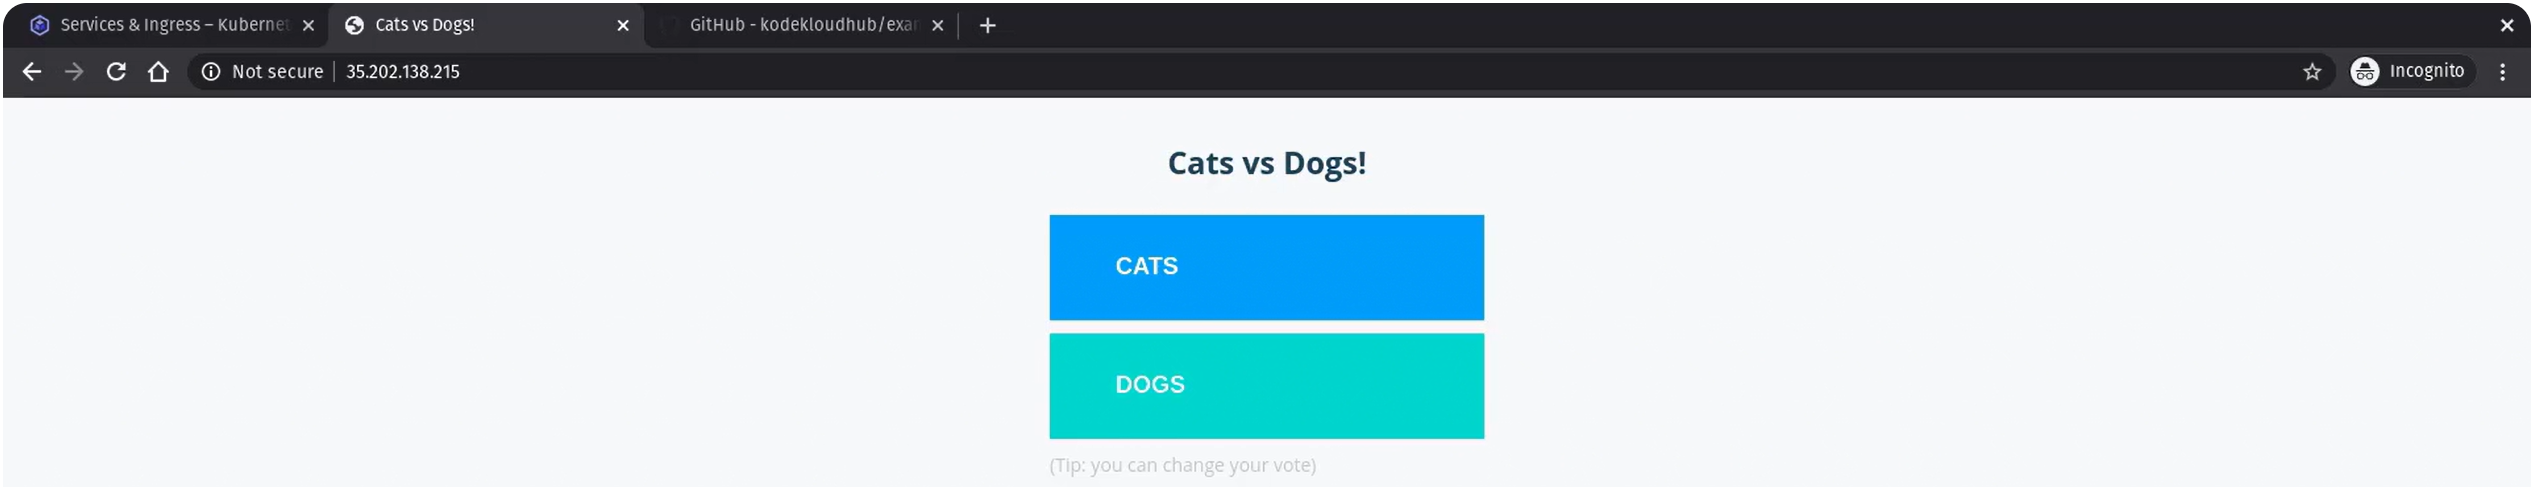 Services & Ingress – Kubernet
Cats vs Dogs!
GitHub - kodekloudhub/exam
Not secure
35.202.138.215
Incognito
Cats vs Dogs!
CATS
DOGS
(Tip: you can change your vote)